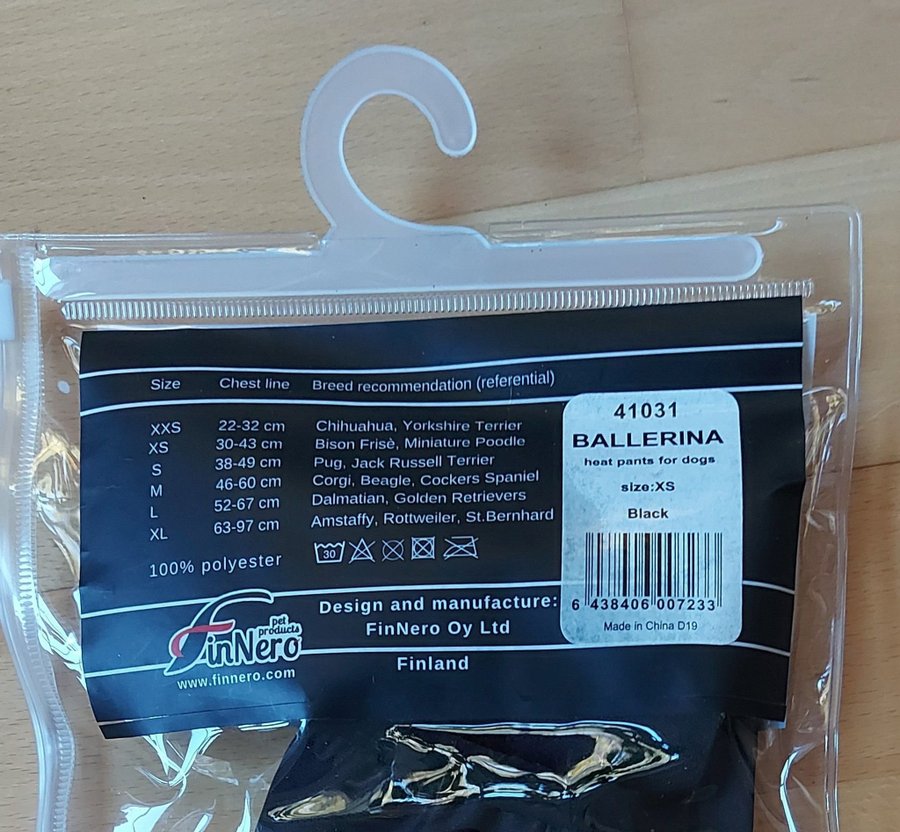 Size Chest line Breed recommendation (referential)
XXS 22-32 cm Chihuahua, Yorkshire Terrier
XS 30-43 cm Bison Frisè, Miniature Poodle
S 38-49 cm Pug, Jack Russell Terrier
M 46-60 cm Corgi, Beagle, Cockers Spaniel
L 52-67 cm Dalmatian, Golden Retrievers
XL 63-97 cm Amstaffy, Rottweiler, St.Bernhard
100% polyester
30
FinNero
pet
products
www.finnero.com
Design and manufacture:
FinNero Oy Ltd
Finland
41031
BALLERINA
heat pants for dogs
size:XS
Black
6 438406 007233
Made in China D19